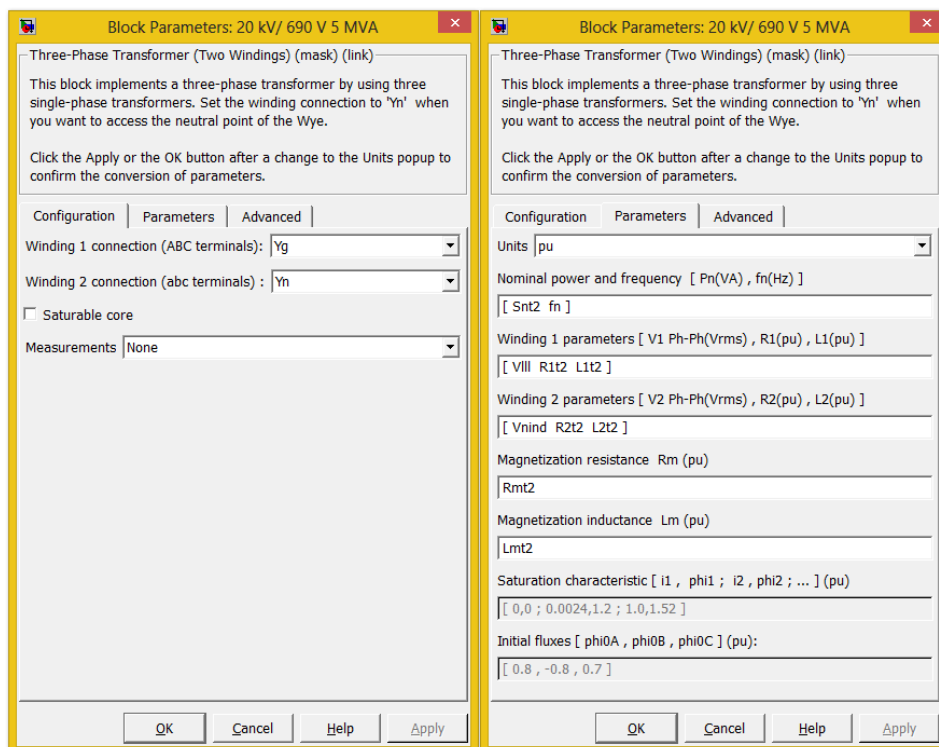 Block Parameters: 20 kV/ 690 V 5 MVA
Three-Phase Transformer (Two Windings) (mask) (link)
This block implements a three-phase transformer by using three
single-phase transformers. Set the winding connection to 'Yn' when
you want to access the neutral point of the Wye.
Click the Apply or the OK button after a change to the Units popup to
confirm the conversion of parameters.
Configuration Parameters Advanced
Winding 1 connection (ABC terminals): Yg
Winding 2 connection (abc terminals) : Yn
Saturable core
Measurements None
OK Cancel Help Apply
Block Parameters: 20 kV/ 690 V 5 MVA
Three-Phase Transformer (Two Windings) (mask) (link)
This block implements a three-phase transformer by using three
single-phase transformers. Set the winding connection to 'Yn' when
you want to access the neutral point of the Wye.
Click the Apply or the OK button after a change to the Units popup to
confirm the conversion of parameters.
Configuration Parameters Advanced
Units pu
Nominal power and frequency [ Pn(VA) , fn(Hz) ]
[ Snt2 fn ]
Winding 1 parameters [ V1 Ph-Ph(Vrms) , R1(pu) , L1(pu) ]
[ Vlll R1t2 L1t2 ]
Winding 2 parameters [ V2 Ph-Ph(Vrms) , R2(pu) , L2(pu) ]
[ Vnind R2t2 L2t2 ]
Magnetization resistance Rm (pu)
Rmt2
Magnetization inductance Lm (pu)
Lmt2
Saturation characteristic [ i1 , phi1 ; i2 , phi2 ; ... ] (pu)
[ 0,0 ; 0.0024,1.2 ; 1.0,1.52 ]
Initial fluxes [ phi0A , phi0B , phi0C ] (pu):
[ 0.8 , -0.8 , 0.7 ]
OK Cancel Help Apply